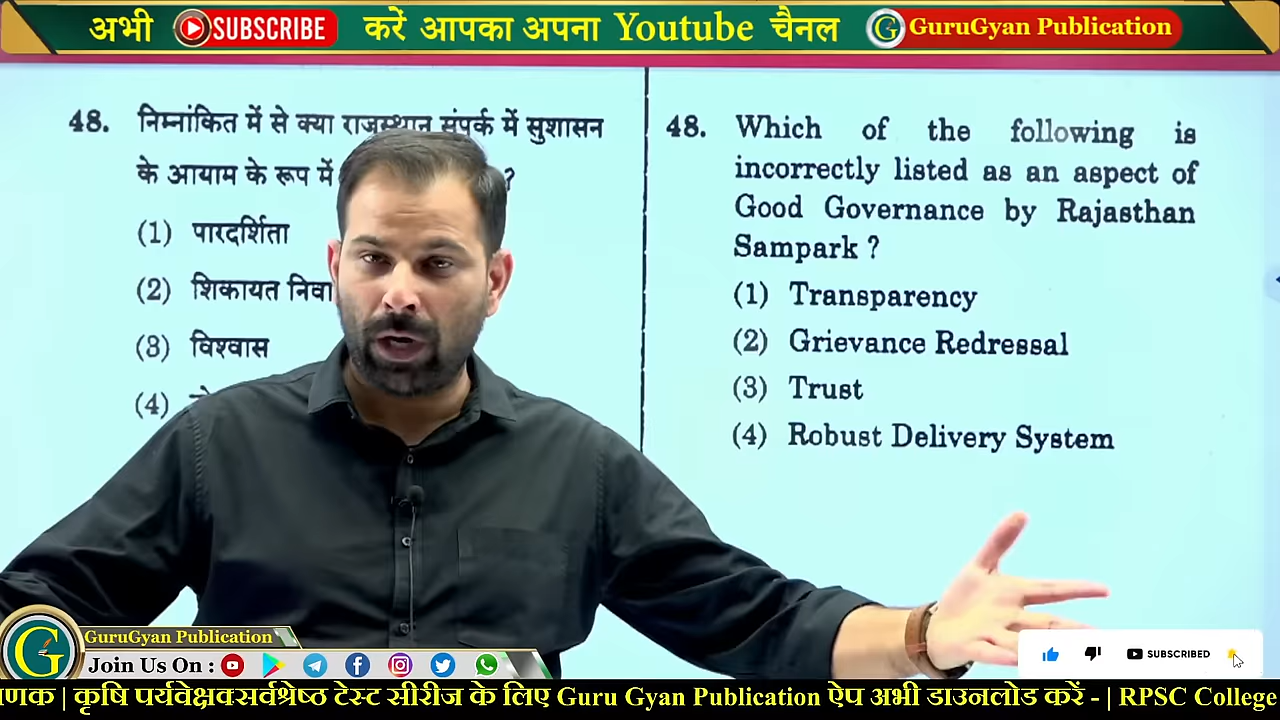 अभी SUBSCRIBE करें आपका अपना Youtube चैनल GuruGyan Publication
48. निम्नांकित में से क्या राजस्थान संपर्क में सुशासन
के आयाम के रूप में ?
(1) पारदर्शिता
(2) शिकायत
(3) विश्वास
(4)
48. Which of the following is
incorrectly listed as an aspect of
Good Governance by Rajasthan
Sampark ?
(1) Transparency
(2) Grievance Redressal
(3) Trust
(4) Robust Delivery System
SUBSCRIBED
G GuruGyan Publication
Join Us On :
कृषि पर्यवेक्षक सर्वश्रेष्ठ टेस्ट सीरीज के लिए Guru Gyan Publication ऐप अभी डाउनलोड करें - | RPSC College